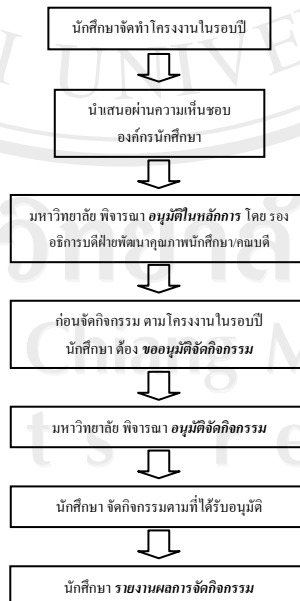 นักศึกษาจัดทำโครงงานในรอบปี
นำเสนอผ่านความเห็นชอบ
องค์กรนักศึกษา
มหาวิทยาลัย พิจารณา อนุมัติในหลักการ โดย รอง
อธิการบดีฝ่ายพัฒนาคุณภาพนักศึกษา/คณบดี
ก่อนจัดกิจกรรม ตามโครงงานในรอบปี
นักศึกษา ต้อง ขออนุมัติจัดกิจกรรม
มหาวิทยาลัย พิจารณา อนุมัติจัดกิจกรรม
นักศึกษา จัดกิจกรรมตามที่ได้รับอนุมัติ
นักศึกษา รายงานผลการจัดกิจกรรม